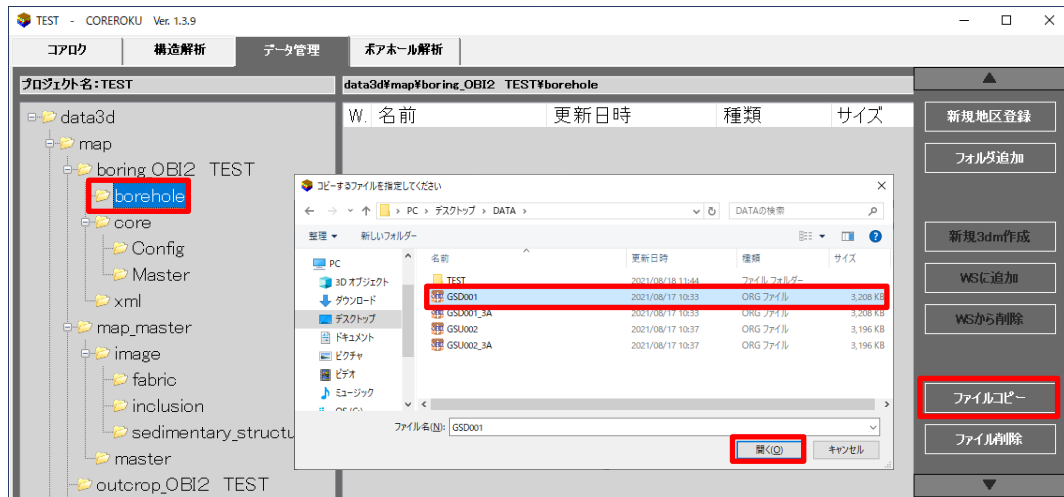 TEST - COREROKU Ver. 1.3.9
コアロク 構造解析 データ管理 ボアホール解析
プロジェクト名:TEST
data3d¥map¥boring_OBI2 TEST¥borehole
data3d
map
boring_OBI2 TEST
borehole
core
Config
Master
xml
map_master
image
fabric
inclusion
sedimentary_structu
master
outcrop_OBI2 TEST
W. 名前 更新日時 種類 サイズ
コピーするファイルを指定してください
PC › デスクトップ › DATA ›
DATAの検索
整理 新しいフォルダー
PC
3D オブジェクト
ダウンロード
デスクトップ
ドキュメント
ピクチャ
ビデオ
ミュージック
名前 更新日時 種類 サイズ
TEST 2021/08/18 11:44 ファイル フォルダー
GSD001 2021/08/17 10:33 ORG ファイル 3,208 KB
GSD001_3A 2021/08/17 10:33 ORG ファイル 3,208 KB
GSU002 2021/08/17 10:37 ORG ファイル 3,196 KB
GSU002_3A 2021/08/17 10:37 ORG ファイル 3,196 KB
ファイル名(N): GSD001
開く(O) キャンセル
新規地区登録
フォルダ追加
新規3dm作成
WSに追加
WSから削除
ファイルコピー
ファイル削除